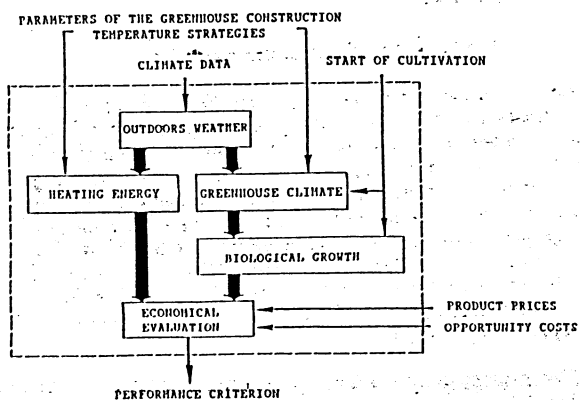 PARAMETERS OF THE GREENHOUSE CONSTRUCTION
TEMPERATURE STRATEGIES
CLIMATE DATA
START OF CULTIVATION
OUTDOORS WEATHER
HEATING ENERGY
GREENHOUSE CLIMATE
BIOLOGICAL GROWTH
ECONOMICAL
EVALUATION
PRODUCT PRICES
OPPORTUNITY COSTS
PERFORMANCE CRITERION